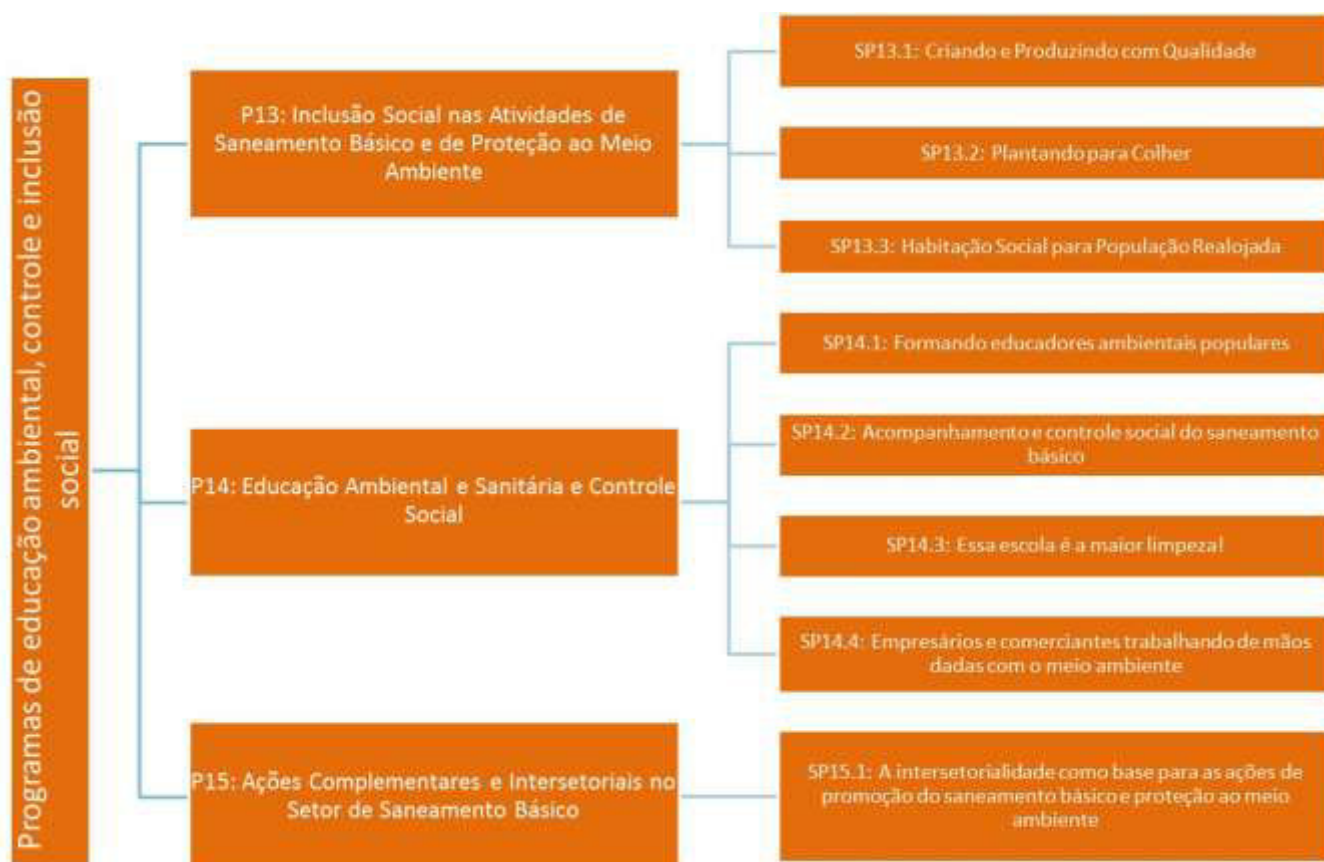 Programas de educação ambiental, controle e inclusão
social
P13: Inclusão Social nas Atividades de
Saneamento Básico e de Proteção ao Meio
Ambiente
SP13.1: Criando e Produzindo com Qualidade
SP13.2: Plantando para Colher
SP13.3: Habitação Social para População Realojada
P14: Educação Ambiental e Sanitária e Controle
Social
SP14.1: Formando educadores ambientais populares
SP14.2: Acompanhamento e controle social do saneamento
básico
SP14.3: Essa escola é a maior limpeza!
SP14.4: Empresários e comerciantes trabalhando de mãos
dadas com o meio ambiente
P15: Ações Complementares e Intersetoriais no
Setor de Saneamento Básico
SP15.1: A intersetorialidade como base para as ações de
promoção do saneamento básico e proteção ao meio
ambiente